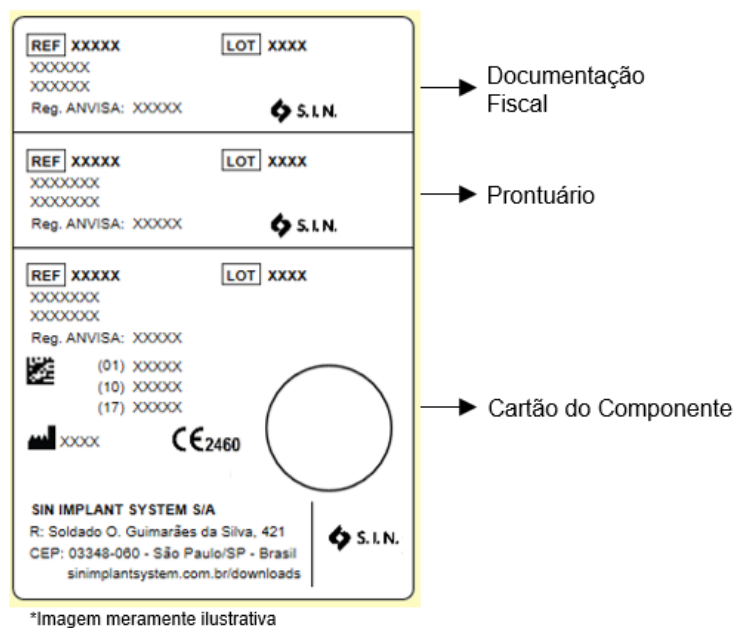 REF XXXXX LOT XXXX
XXXXXX
XXXXXX
Reg. ANVISA: XXXXX S.I.N.
Documentação
Fiscal
REF XXXXX LOT XXXX
XXXXXXX
XXXXXXX
Reg. ANVISA: XXXXX S.I.N.
Prontuário
REF XXXXX LOT XXXX
XXXXXXX
XXXXXXX
Reg. ANVISA: XXXXX
(01) XXXXX
(10) XXXXX
(17) XXXXX
XXXX CE2460
Cartão do Componente
SIN IMPLANT SYSTEM S/A
R: Soldado O. Guimarães da Silva, 421
CEP: 03348-060 - São Paulo/SP - Brasil
sinimplantsystem.com.br/downloads
S.I.N.
*Imagem meramente ilustrativa